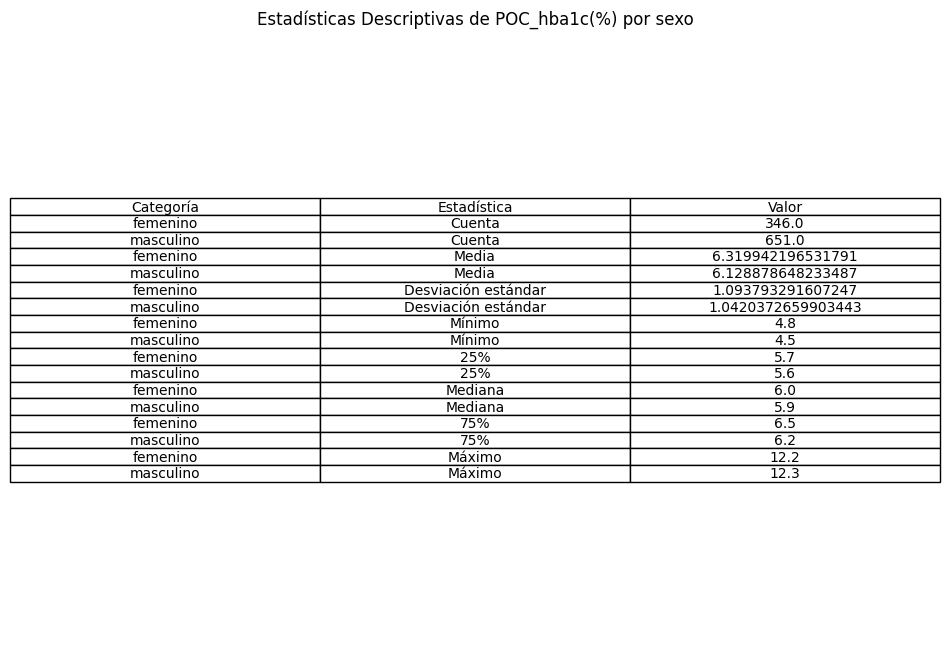 Estadísticas Descriptivas de POC_hba1c(%) por sexo
Categoría Estadística Valor
femenino Cuenta 346.0
masculino Cuenta 651.0
femenino Media 6.319942196531791
masculino Media 6.128878648233487
femenino Desviación estándar 1.093793291607247
masculino Desviación estándar 1.0420372659903443
femenino Mínimo 4.8
masculino Mínimo 4.5
femenino 25% 5.7
masculino 25% 5.6
femenino Mediana 6.0
masculino Mediana 5.9
femenino 75% 6.5
masculino 75% 6.2
femenino Máximo 12.2
masculino Máximo 12.3